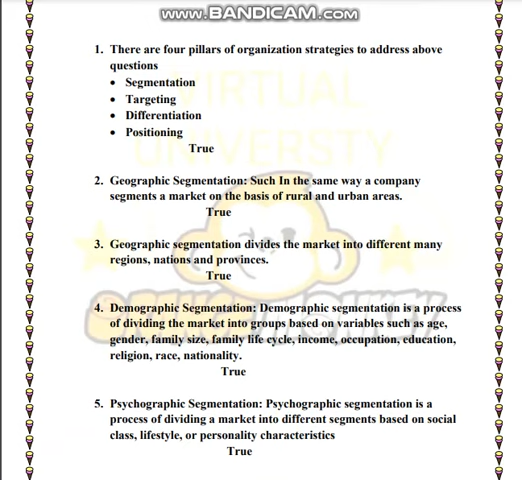 www.BANDICAM.com
1. There are four pillars of organization strategies to address above
questions
• Segmentation
• Targeting
• Differentiation
• Positioning
True
2. Geographic Segmentation: Such In the same way a company
segments a market on the basis of rural and urban areas.
True
3. Geographic segmentation divides the market into different many
regions, nations and provinces.
True
4. Demographic Segmentation: Demographic segmentation is a process
of dividing the market into groups based on variables such as age,
gender, family size, family life cycle, income, occupation, education,
religion, race, nationality.
True
5. Psychographic Segmentation: Psychographic segmentation is a
process of dividing a market into different segments based on social
class, lifestyle, or personality characteristics
True
VIRTUAL
UNIVERSTY